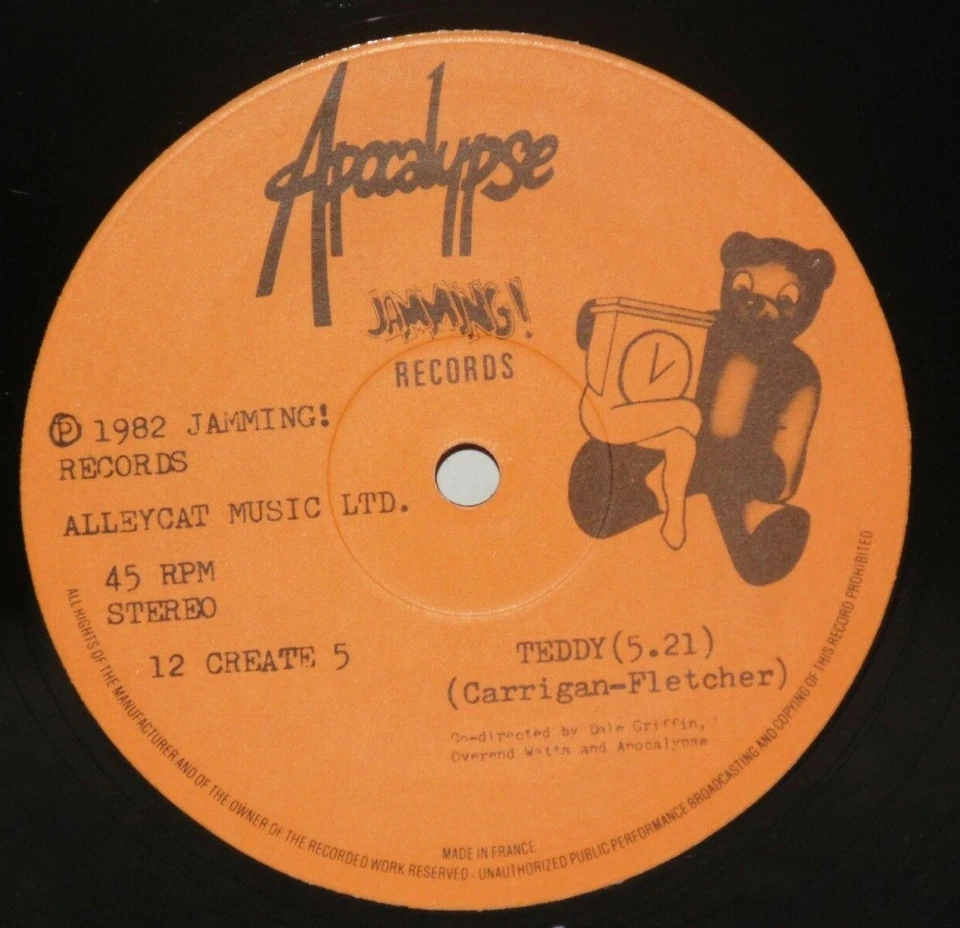 Apocalypse
JAMMING!
RECORDS
Ⓟ 1982 JAMMING!
RECORDS
ALLEYCAT MUSIC LTD.
45 RPM
STEREO
12 CREATE 5
TEDDY(5.21)
(Carrigan-Fletcher)
Co-directed by Dale Griffin,
Overend Watts and Apocalypse
MADE IN FRANCE
ALL RIGHTS OF THE MANUFACTURER AND OF THE OWNER OF THE RECORDED WORK RESERVED - UNAUTHORIZED PUBLIC PERFORMANCE BROADCASTING AND COPYING OF THIS RECORD PROHIBITED